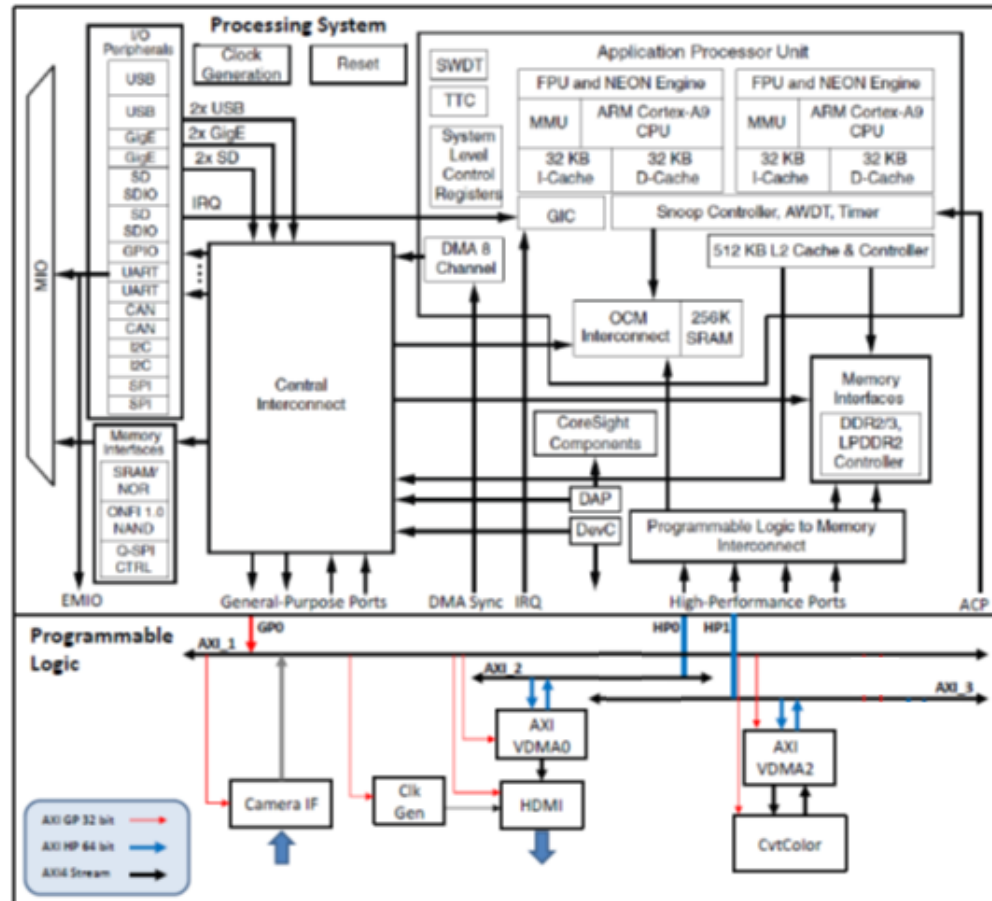 Processing System
I/O
Peripherals
USB
USB
GigE
GigE
SD
SDIO
SD
SDIO
GPIO
UART
UART
CAN
CAN
I2C
I2C
SPI
SPI
MIO
Memory
Interfaces
SRAM/
NOR
ONFI 1.0
NAND
Q-SPI
CTRL
EMIO
Clock
Generation
Reset
2x USB
2x GigE
2x SD
IRQ
Central
Interconnect
General-Purpose Ports
Application Processor Unit
SWDT
TTC
System
Level
Control
Registers
FPU and NEON Engine
MMU
ARM Cortex-A9
CPU
32 KB
I-Cache
32 KB
D-Cache
FPU and NEON Engine
MMU
ARM Cortex-A9
CPU
32 KB
I-Cache
32 KB
D-Cache
GIC
Snoop Controller, AWDT, Timer
DMA 8
Channel
512 KB L2 Cache & Controller
OCM
Interconnect
256K
SRAM
Memory
Interfaces
DDR2/3,
LPDDR2
Controller
CoreSight
Components
DAP
DevC
Programmable Logic to Memory
Interconnect
DMA Sync
IRQ
High-Performance Ports
ACP
Programmable
Logic
GP0
HP0
HP1
AXI_1
AXI_2
AXI_3
AXI
VDMA0
AXI
VDMA2
Camera IF
Clk
Gen
HDMI
CvtColor
AXI GP 32 bit
AXI HP 64 bit
AXI4 Stream